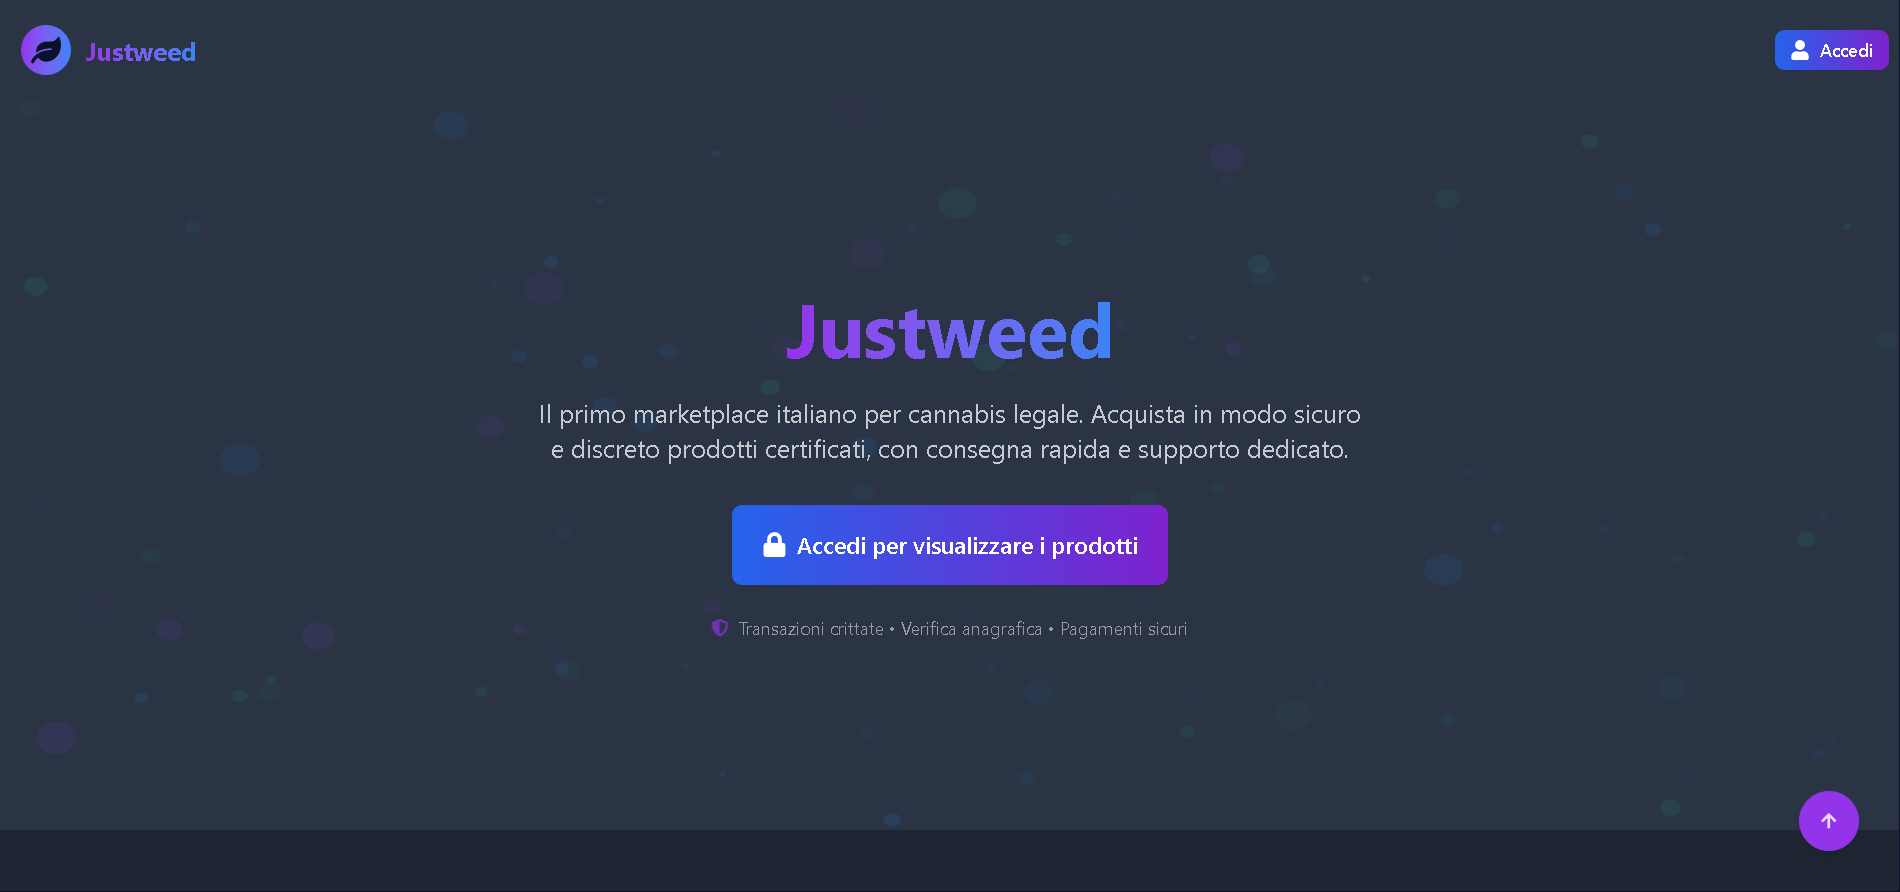 Justweed
Accedi
Justweed
Il primo marketplace italiano per cannabis legale. Acquista in modo sicuro
e discreto prodotti certificati, con consegna rapida e supporto dedicato.
Accedi per visualizzare i prodotti
Transazioni crittate • Verifica anagrafica • Pagamenti sicuri